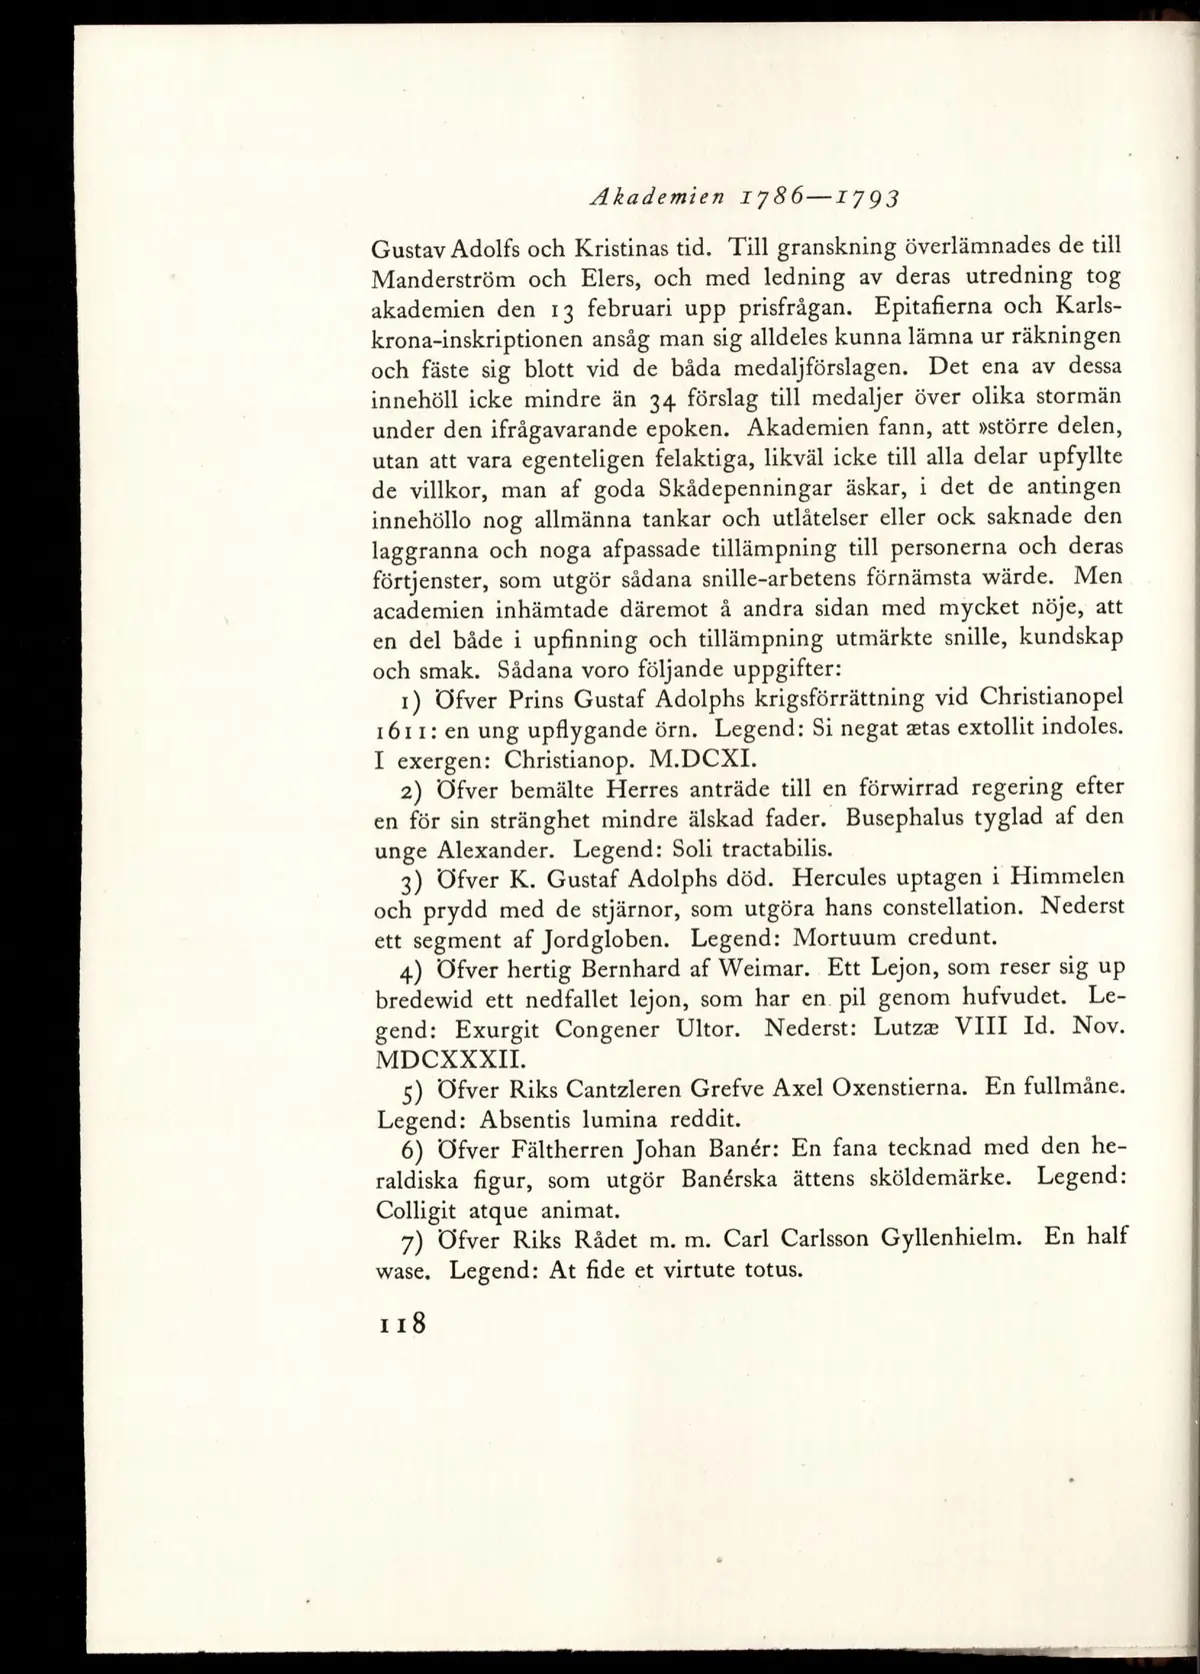 Akademien 1786—1793
Gustav Adolfs och Kristinas tid. Till granskning överlämnades de till
Manderström och Elers, och med ledning av deras utredning tog
akademien den 13 februari upp prisfrågan. Epitafierna och Karls-
krona-inskriptionen ansåg man sig alldeles kunna lämna ur räkningen
och fäste sig blott vid de båda medaljförslagen. Det ena av dessa
innehöll icke mindre än 34 förslag till medaljer över olika stormän
under den ifrågavarande epoken. Akademien fann, att »större delen,
utan att vara egenteligen felaktiga, likväl icke till alla delar upfyllte
de villkor, man af goda Skådepenningar äskar, i det de antingen
innehöllo nog allmänna tankar och utlåtelser eller ock saknade den
laggranna och noga afpassade tillämpning till personerna och deras
förtjenster, som utgör sådana snille-arbetens förnämsta wärde. Men
academien inhämtade däremot å andra sidan med mycket nöje, att
en del både i upfinning och tillämpning utmärkte snille, kundskap
och smak. Sådana voro följande uppgifter:
1) Öfver Prins Gustaf Adolphs krigsförrättning vid Christianopel
1611: en ung upflygande örn. Legend: Si negat ætas extollit indoles.
I exergen: Christianop. M.DCXI.
2) Öfver bemälte Herres anträde till en förwirrad regering efter
en för sin stränghet mindre älskad fader. Busephalus tyglad af den
unge Alexander. Legend: Soli tractabilis.
3) Öfver K. Gustaf Adolphs död. Hercules uptagen i Himmelen
och prydd med de stjärnor, som utgöra hans constellation. Nederst
ett segment af Jordgloben. Legend: Mortuum credunt.
4) Öfver hertig Bernhard af Weimar. Ett Lejon, som reser sig up
bredewid ett nedfallet lejon, som har en pil genom hufvudet. Le-
gend: Exurgit Congener Ultor. Nederst: Lutzæ VIII Id. Nov.
MDCXXXII.
5) Öfver Riks Cantzleren Grefve Axel Oxenstierna. En fullmåne.
Legend: Absentis lumina reddit.
6) Öfver Fältherren Johan Banér: En fana tecknad med den he-
raldiska figur, som utgör Banérska ättens sköldemärke. Legend:
Colligit atque animat.
7) Öfver Riks Rådet m. m. Carl Carlsson Gyllenhielm. En half
wase. Legend: At fide et virtute totus.
118